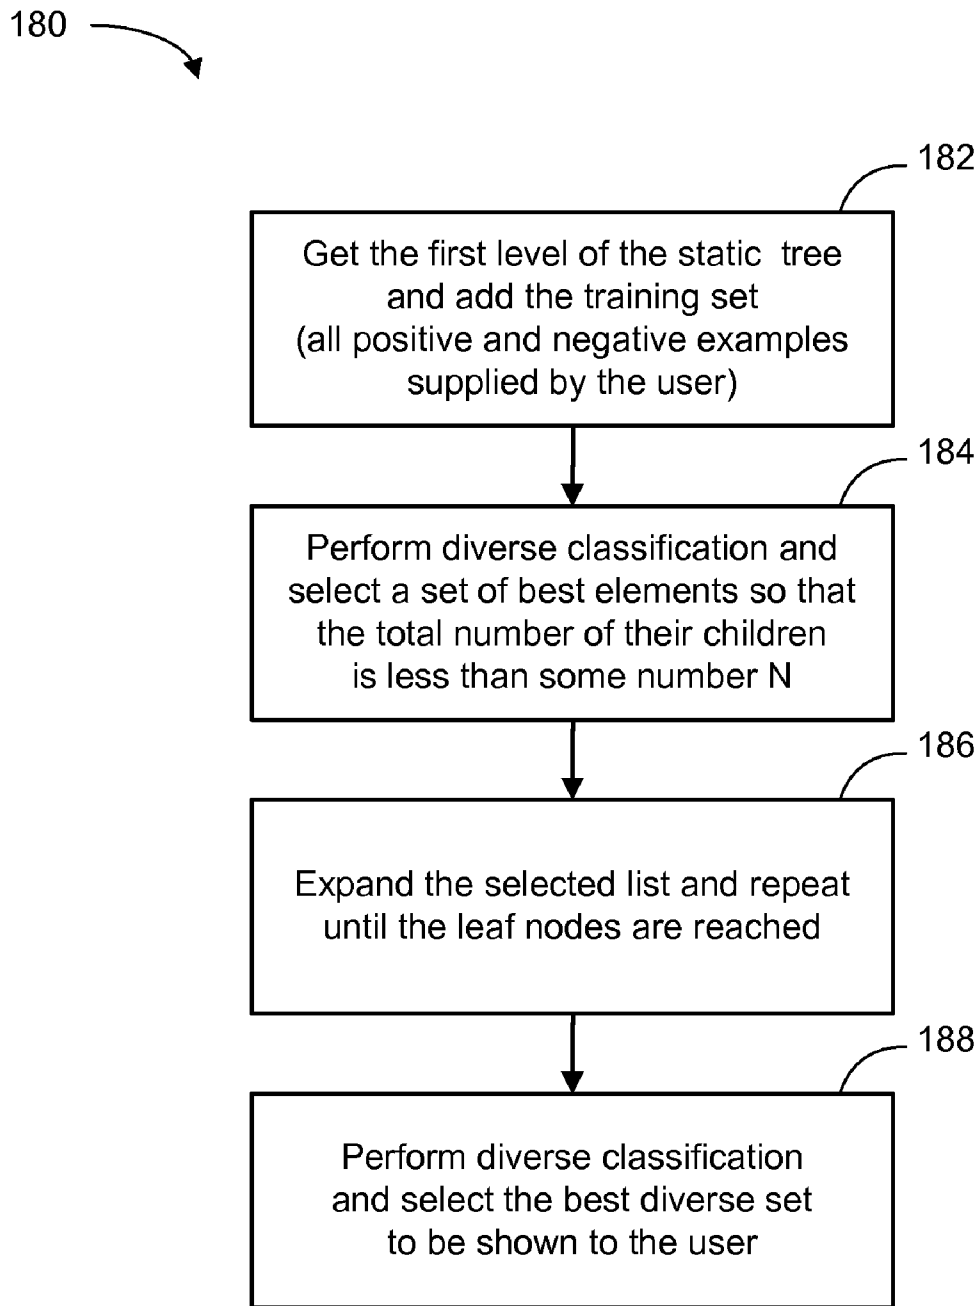 180
182
Get the first level of the static tree
and add the training set
(all positive and negative examples
supplied by the user)
184
Perform diverse classification and
select a set of best elements so that
the total number of their children
is less than some number N
186
Expand the selected list and repeat
until the leaf nodes are reached
188
Perform diverse classification
and select the best diverse set
to be shown to the user